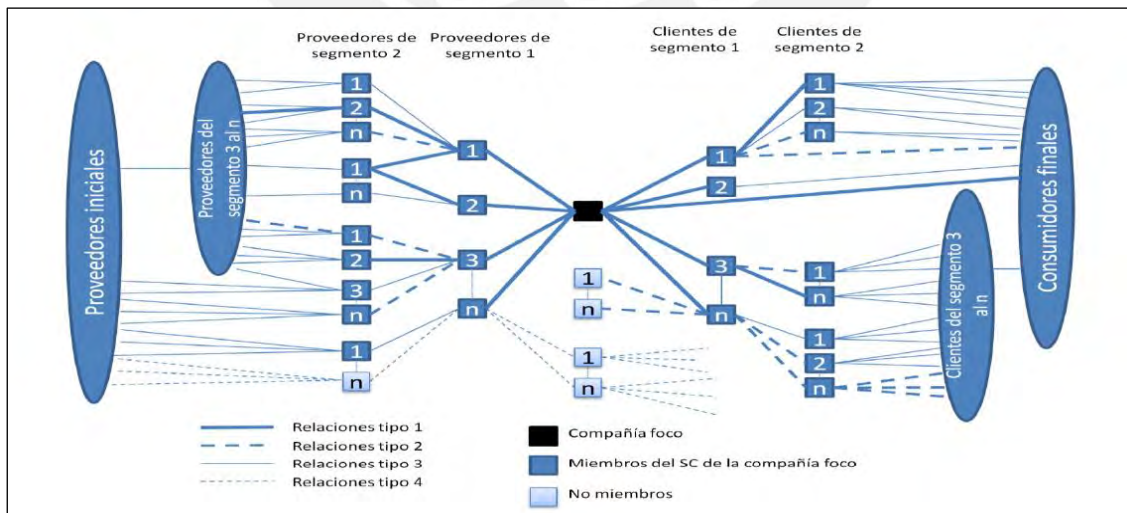 Proveedores de
segmento 2
Proveedores de
segmento 1
Clientes de
segmento 1
Clientes de
segmento 2
Proveedores iniciales
Proveedores del
segmento 3 al n
1
2
n
1
n
1
2
3
n
1
n
1
2
3
n
1
n
1
n
1
2
3
n
1
2
n
1
n
1
2
n
Clientes del segmento 3
al n
Consumidores finales
Relaciones tipo 1
Relaciones tipo 2
Relaciones tipo 3
Relaciones tipo 4
Compañía foco
Miembros del SC de la compañía foco
No miembros